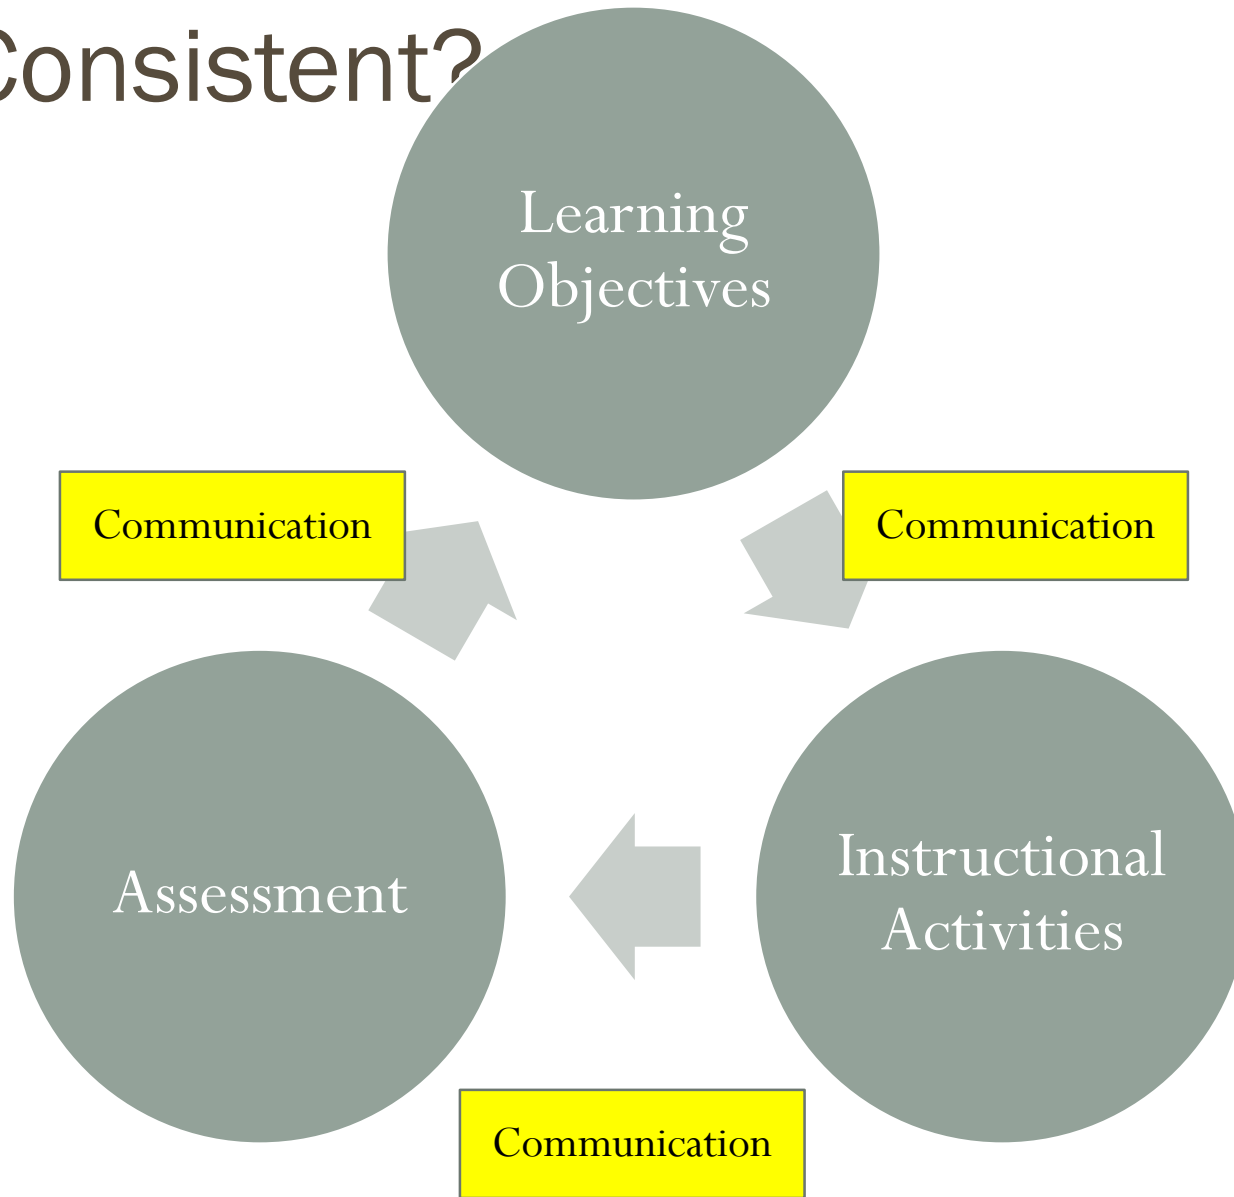 Consistent?
Learning
Objectives
Communication
Communication
Instructional
Activities
Assessment
Communication